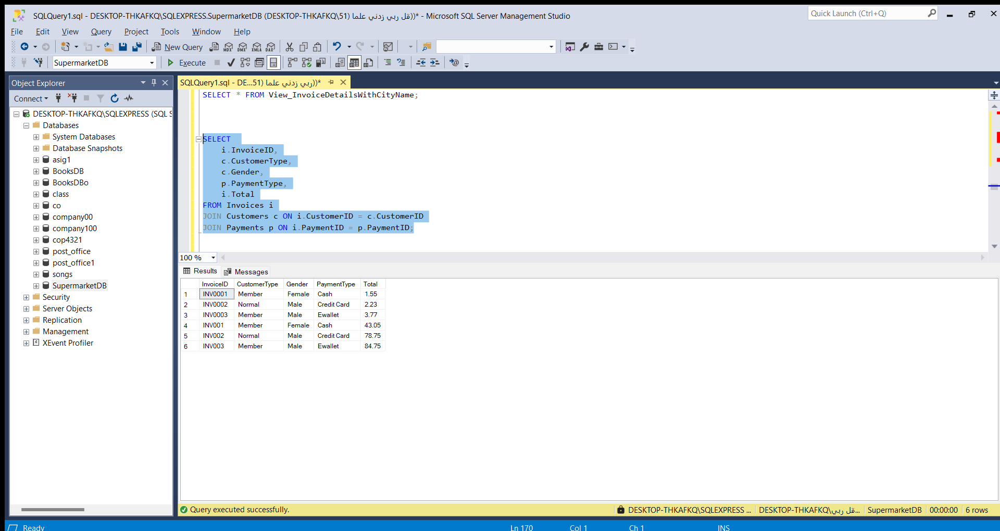 SQLQuery1.sql - DESKTOP-THKAFKQ\SQLEXPRESS.SupermarketDB (DESKTOP-THKAFKQ\قل ربي زدني علما (51))* - Microsoft SQL Server Management Studio
Quick Launch (Ctrl+Q)
File Edit View Query Project Tools Window Help
New Query MDX DMX XMLA DAX
SupermarketDB Execute
Object Explorer
SQLQuery1.sql - DE...ربي زدني علما (51))*
Connect
DESKTOP-THKAFKQ\SQLEXPRESS (SQL S
Databases
System Databases
Database Snapshots
asig1
BooksDB
BooksDBo
class
co
company00
company100
cop4321
post_office
post_office1
songs
SupermarketDB
Security
Server Objects
Replication
Management
XEvent Profiler
SELECT * FROM View_InvoiceDetailsWithCityName;
SELECT
i.InvoiceID,
c.CustomerType,
c.Gender,
p.PaymentType,
i.Total
FROM Invoices i
JOIN Customers c ON i.CustomerID = c.CustomerID
JOIN Payments p ON i.PaymentID = p.PaymentID;
100 %
Results Messages
InvoiceID CustomerType Gender PaymentType Total
1 INV0001 Member Female Cash 1.55
2 INV0002 Normal Male Credit Card 2.23
3 INV0003 Member Male Ewallet 3.77
4 INV001 Member Female Cash 43.05
5 INV002 Normal Male Credit Card 78.75
6 INV003 Member Male Ewallet 84.75
Query executed successfully. DESKTOP-THKAFKQ\SQLEXPRESS ... DESKTOP-THKAFKQ\قل ربي... SupermarketDB 00:00:00 6 rows
Ready Ln 170 Col 1 Ch 1 INS